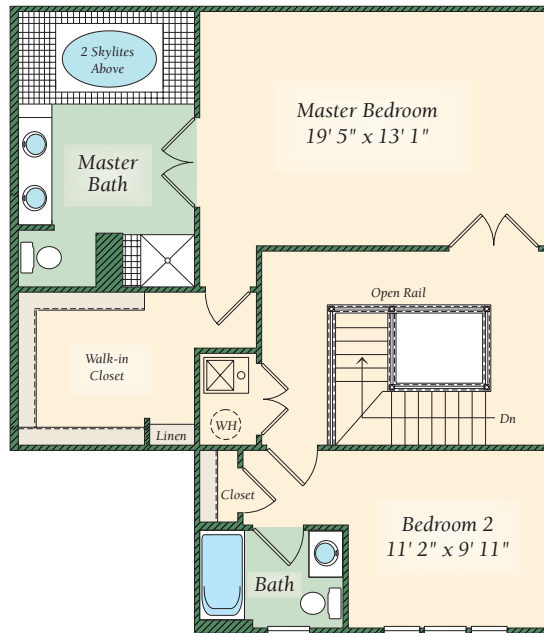 2 Skylites
Above
Master Bedroom
19' 5" x 13' 1"
Master
Bath
Open Rail
Walk-in
Closet
Dn
WH
Linen
Closet
Bedroom 2
11' 2" x 9' 11"
Bath